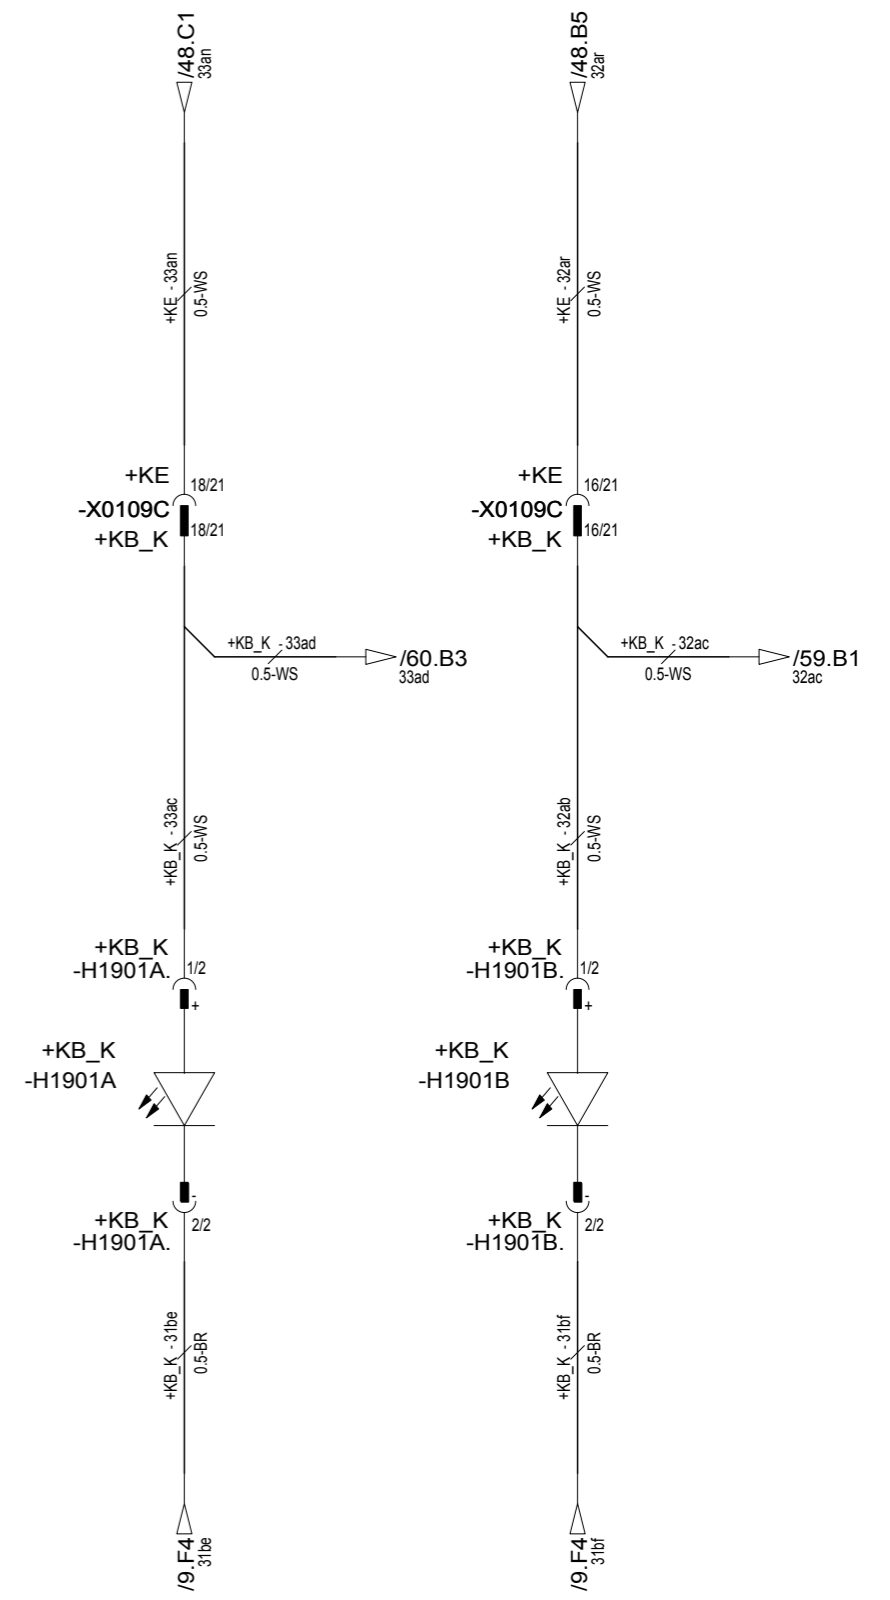 /48.C1
33an
+KE - 33an
0.5-WS
+KE
18/21
-X0109C
18/21
+KB_K
+KB_K - 33ad
0.5-WS
/60.B3
33ad
+KB_K - 33ac
0.5-WS
+KB_K
-H1901A.
1/2
+
+KB_K
-H1901A
-
+KB_K
2/2
-H1901A.
+KB_K - 31be
0.5-BR
/9.F4
31be
/48.B5
32ar
+KE - 32ar
0.5-WS
+KE
16/21
-X0109C
16/21
+KB_K
+KB_K - 32ac
0.5-WS
/59.B1
32ac
+KB_K - 32ab
0.5-WS
+KB_K
-H1901B.
1/2
+
+KB_K
-H1901B
-
+KB_K
2/2
-H1901B.
+KB_K - 31bf
0.5-BR
/9.F4
31bf